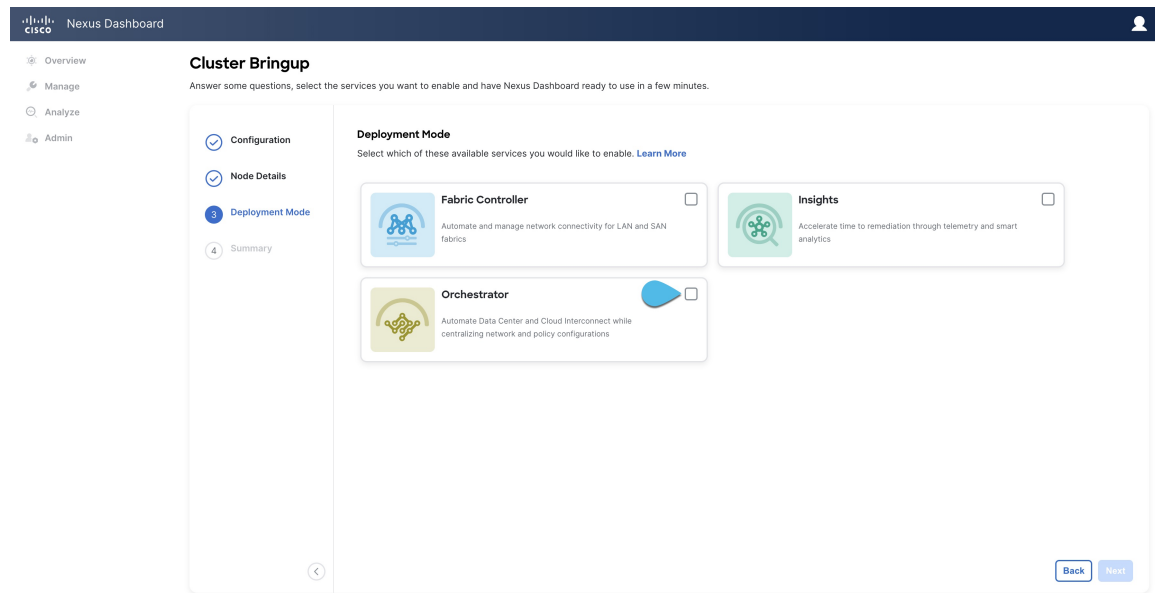 CISCO Nexus Dashboard
Overview
Manage
Analyze
Admin
Cluster Bringup
Answer some questions, select the services you want to enable and have Nexus Dashboard ready to use in a few minutes.
Configuration
Node Details
3 Deployment Mode
4 Summary
Deployment Mode
Select which of these available services you would like to enable. Learn More
Fabric Controller
Automate and manage network connectivity for LAN and SAN
fabrics
Insights
Accelerate time to remediation through telemetry and smart
analytics
Orchestrator
Automate Data Center and Cloud Interconnect while
centralizing network and policy configurations
Back Next